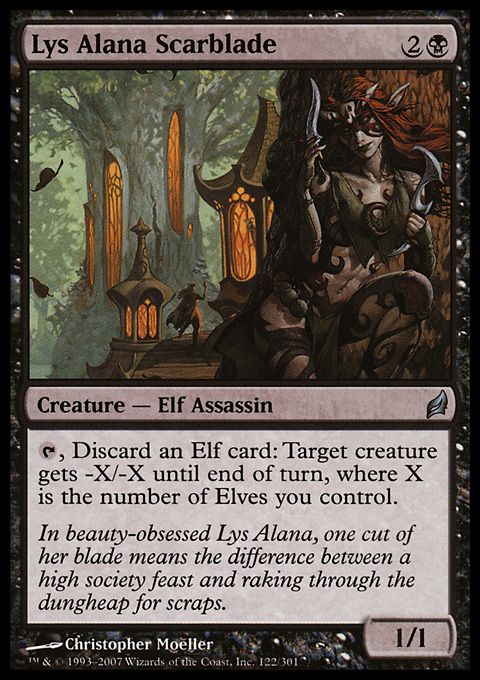 Lys Alana Scarblade 2
Creature — Elf Assassin
, Discard an Elf card: Target creature
gets -X/-X until end of turn, where X
is the number of Elves you control.
In beauty-obsessed Lys Alana, one cut of
her blade means the difference between a
high society feast and raking through the
dungheap for scraps.
Christopher Moeller
1/1
™ & © 1993–2007 Wizards of the Coast, Inc. 122/301